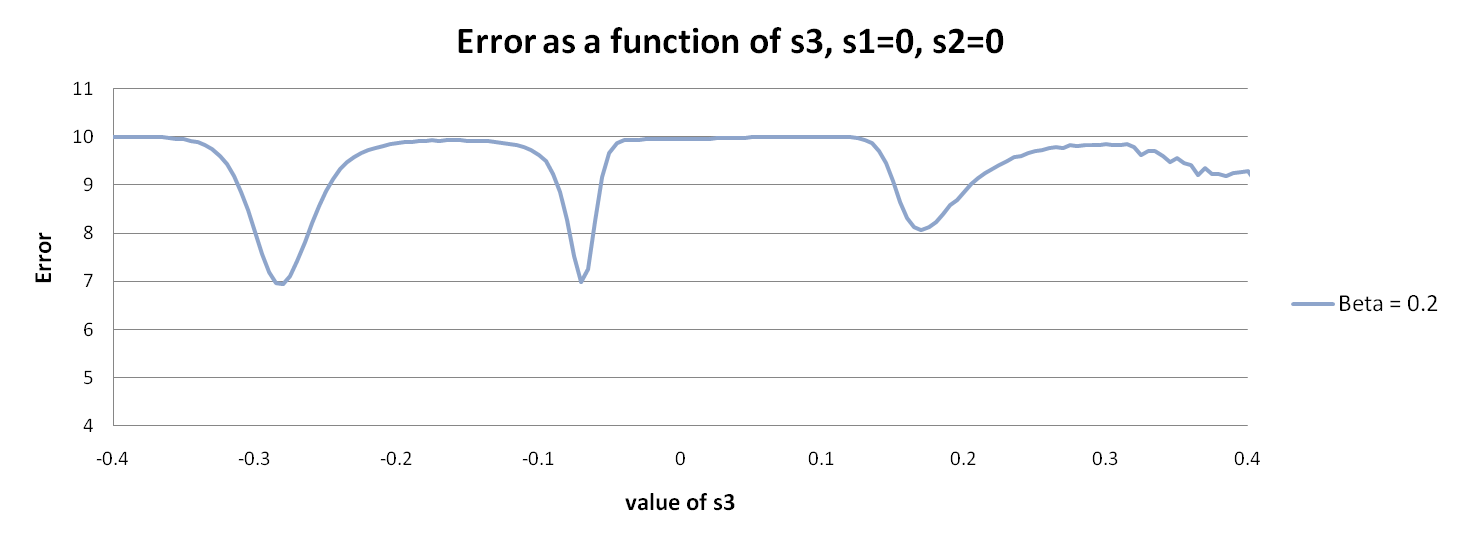 Error as a function of s3, s1=0, s2=0
11
10
9
8
7
6
5
4
Error
-0.4 -0.3 -0.2 -0.1 0 0.1 0.2 0.3 0.4
value of s3
Beta = 0.2